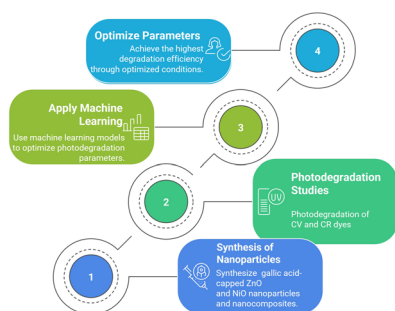 Optimize Parameters
Achieve the highest
degradation efficiency
through optimized conditions.
4
Apply Machine
Learning
Use machine learning models
to optimize photodegradation
parameters.
3
2
Photodegradation
Studies
UV
Photodegradation of
CV and CR dyes
1
Synthesis of
Nanoparticles
Synthesize gallic acid-
capped ZnO
and NiO nanoparticles
and nanocomposites.